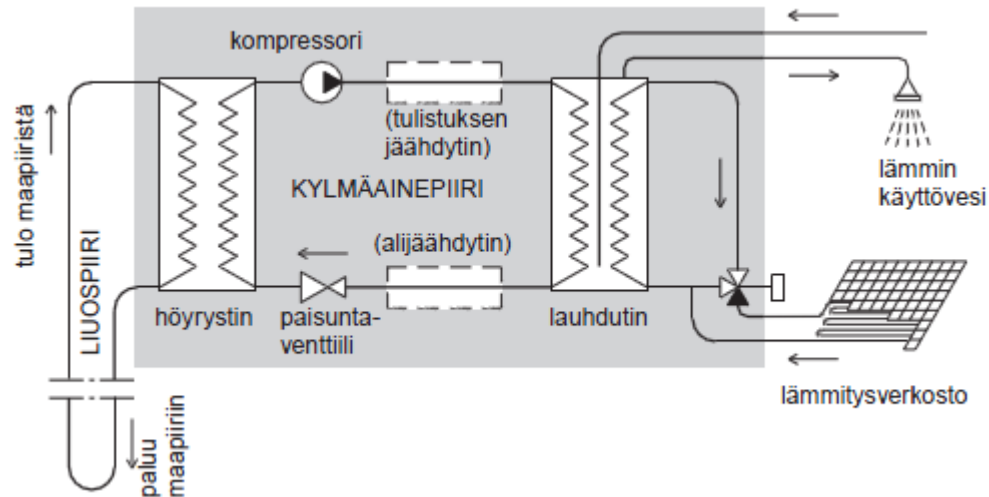 kompressori
(tulistuksen
jäähdytin)
tulo maapiiristä
LIUOSPIIRI
KYLMÄAINEPIIRI
(alijäähdytin)
lämmin
käyttövesi
höyrystin
paisunta-
venttiili
lauhdutin
lämmitysverkosto
paluu
maapiiriin